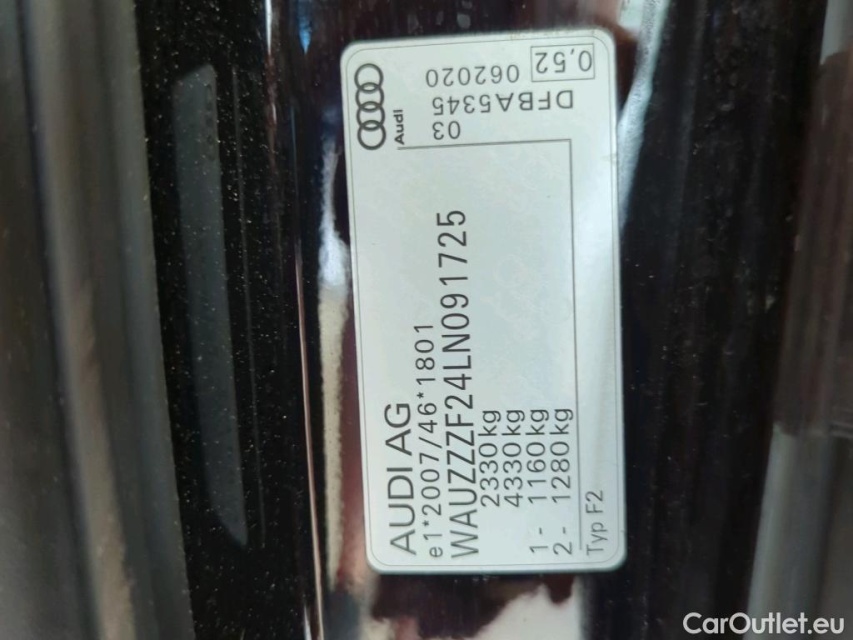 AUDI AG
e1*2007/46*1801
WAUZZZF24LN091725
2330kg
4330kg
1- 1160kg
2- 1280kg
Typ F2
Audi
03
DFBA5345
062020
0,52
CarOutlet.eu